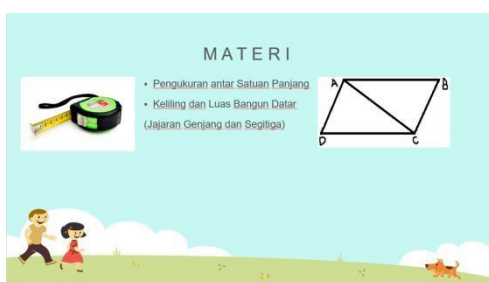 MATERI
• Pengukuran antar Satuan Panjang
• Keliling dan Luas Bangun Datar
(Jajaran Genjang dan Segitiga)
A
B
D
C